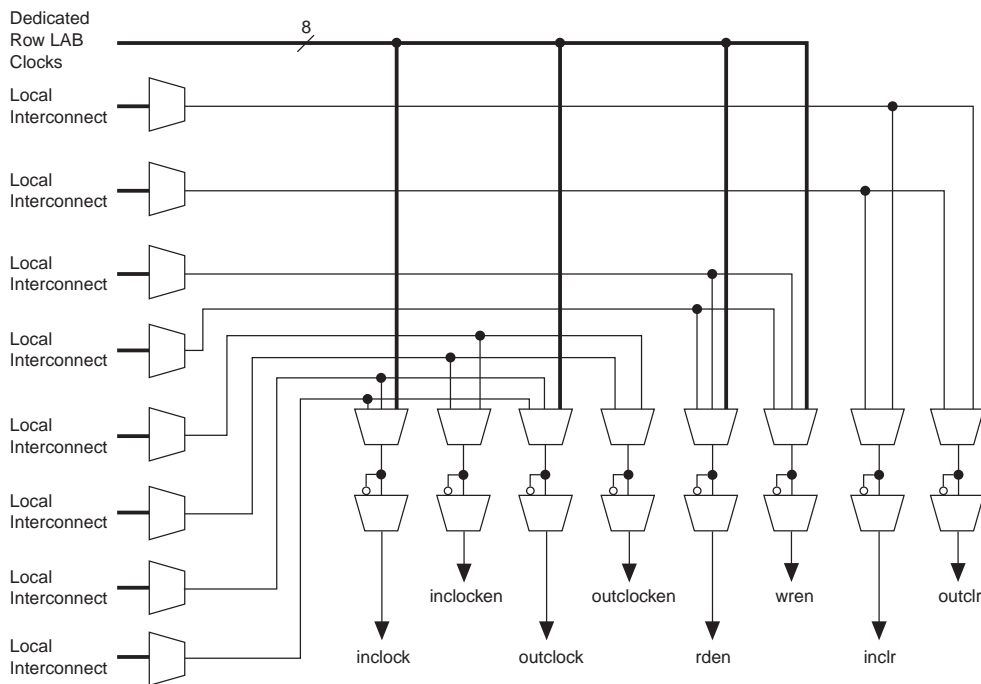 Dedicated
Row LAB
Clocks
8
Local
Interconnect
Local
Interconnect
Local
Interconnect
Local
Interconnect
Local
Interconnect
Local
Interconnect
Local
Interconnect
Local
Interconnect
inclocken
outclocken
wren
outclr
inclock
outclock
rden
inclr